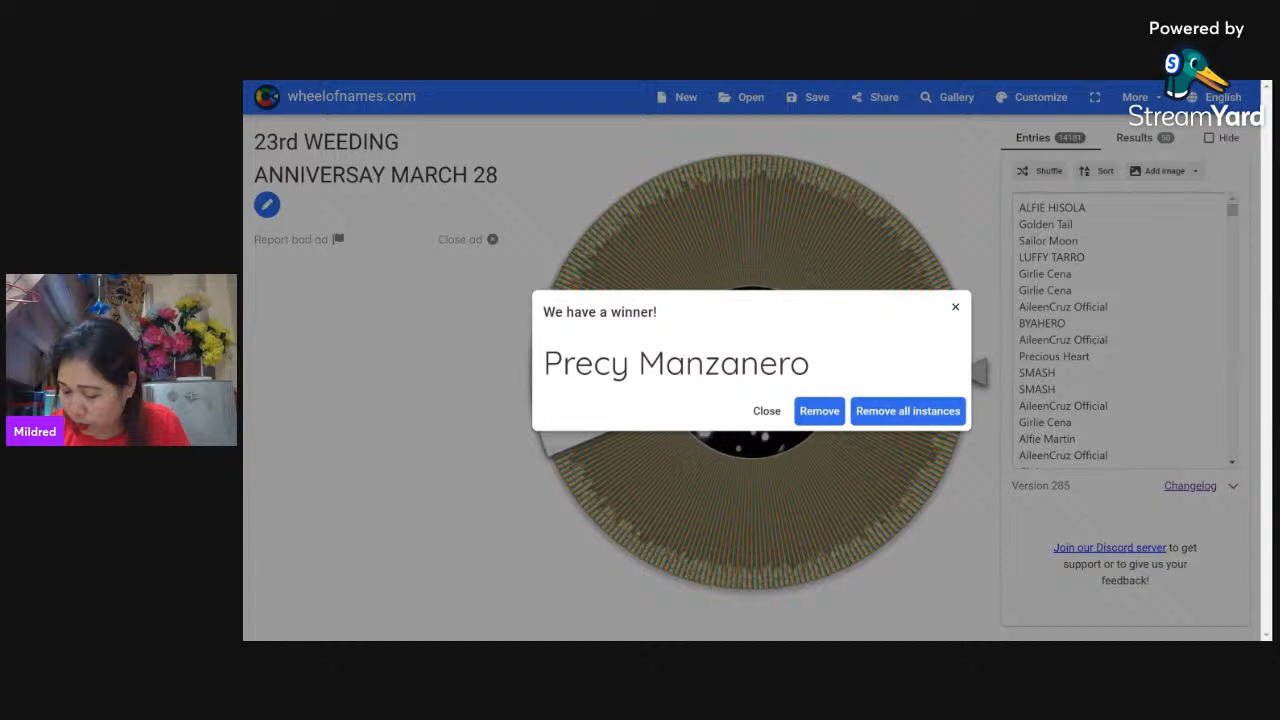 Powered by
StreamYard
wheelofnames.com
New
Open
Save
Share
Gallery
Customize
More
English
23rd WEEDING
ANNIVERSAY MARCH 28
Report bad ad
Close ad
Entries 14181
Results 50
Hide
Shuffle
Sort
Add image
ALFIE HISOLA
Golden Tail
Sailor Moon
LUFFY TARRO
Girlie Cena
Girlie Cena
AileenCruz Official
BYAHERO
AileenCruz Official
Precious Heart
SMASH
SMASH
AileenCruz Official
Girlie Cena
Alfie Martin
AileenCruz Official
We have a winner!
Precy Manzanero
Close
Remove
Remove all instances
Mildred
Version 285
Changelog
Join our Discord server to get
support or to give us your
feedback!